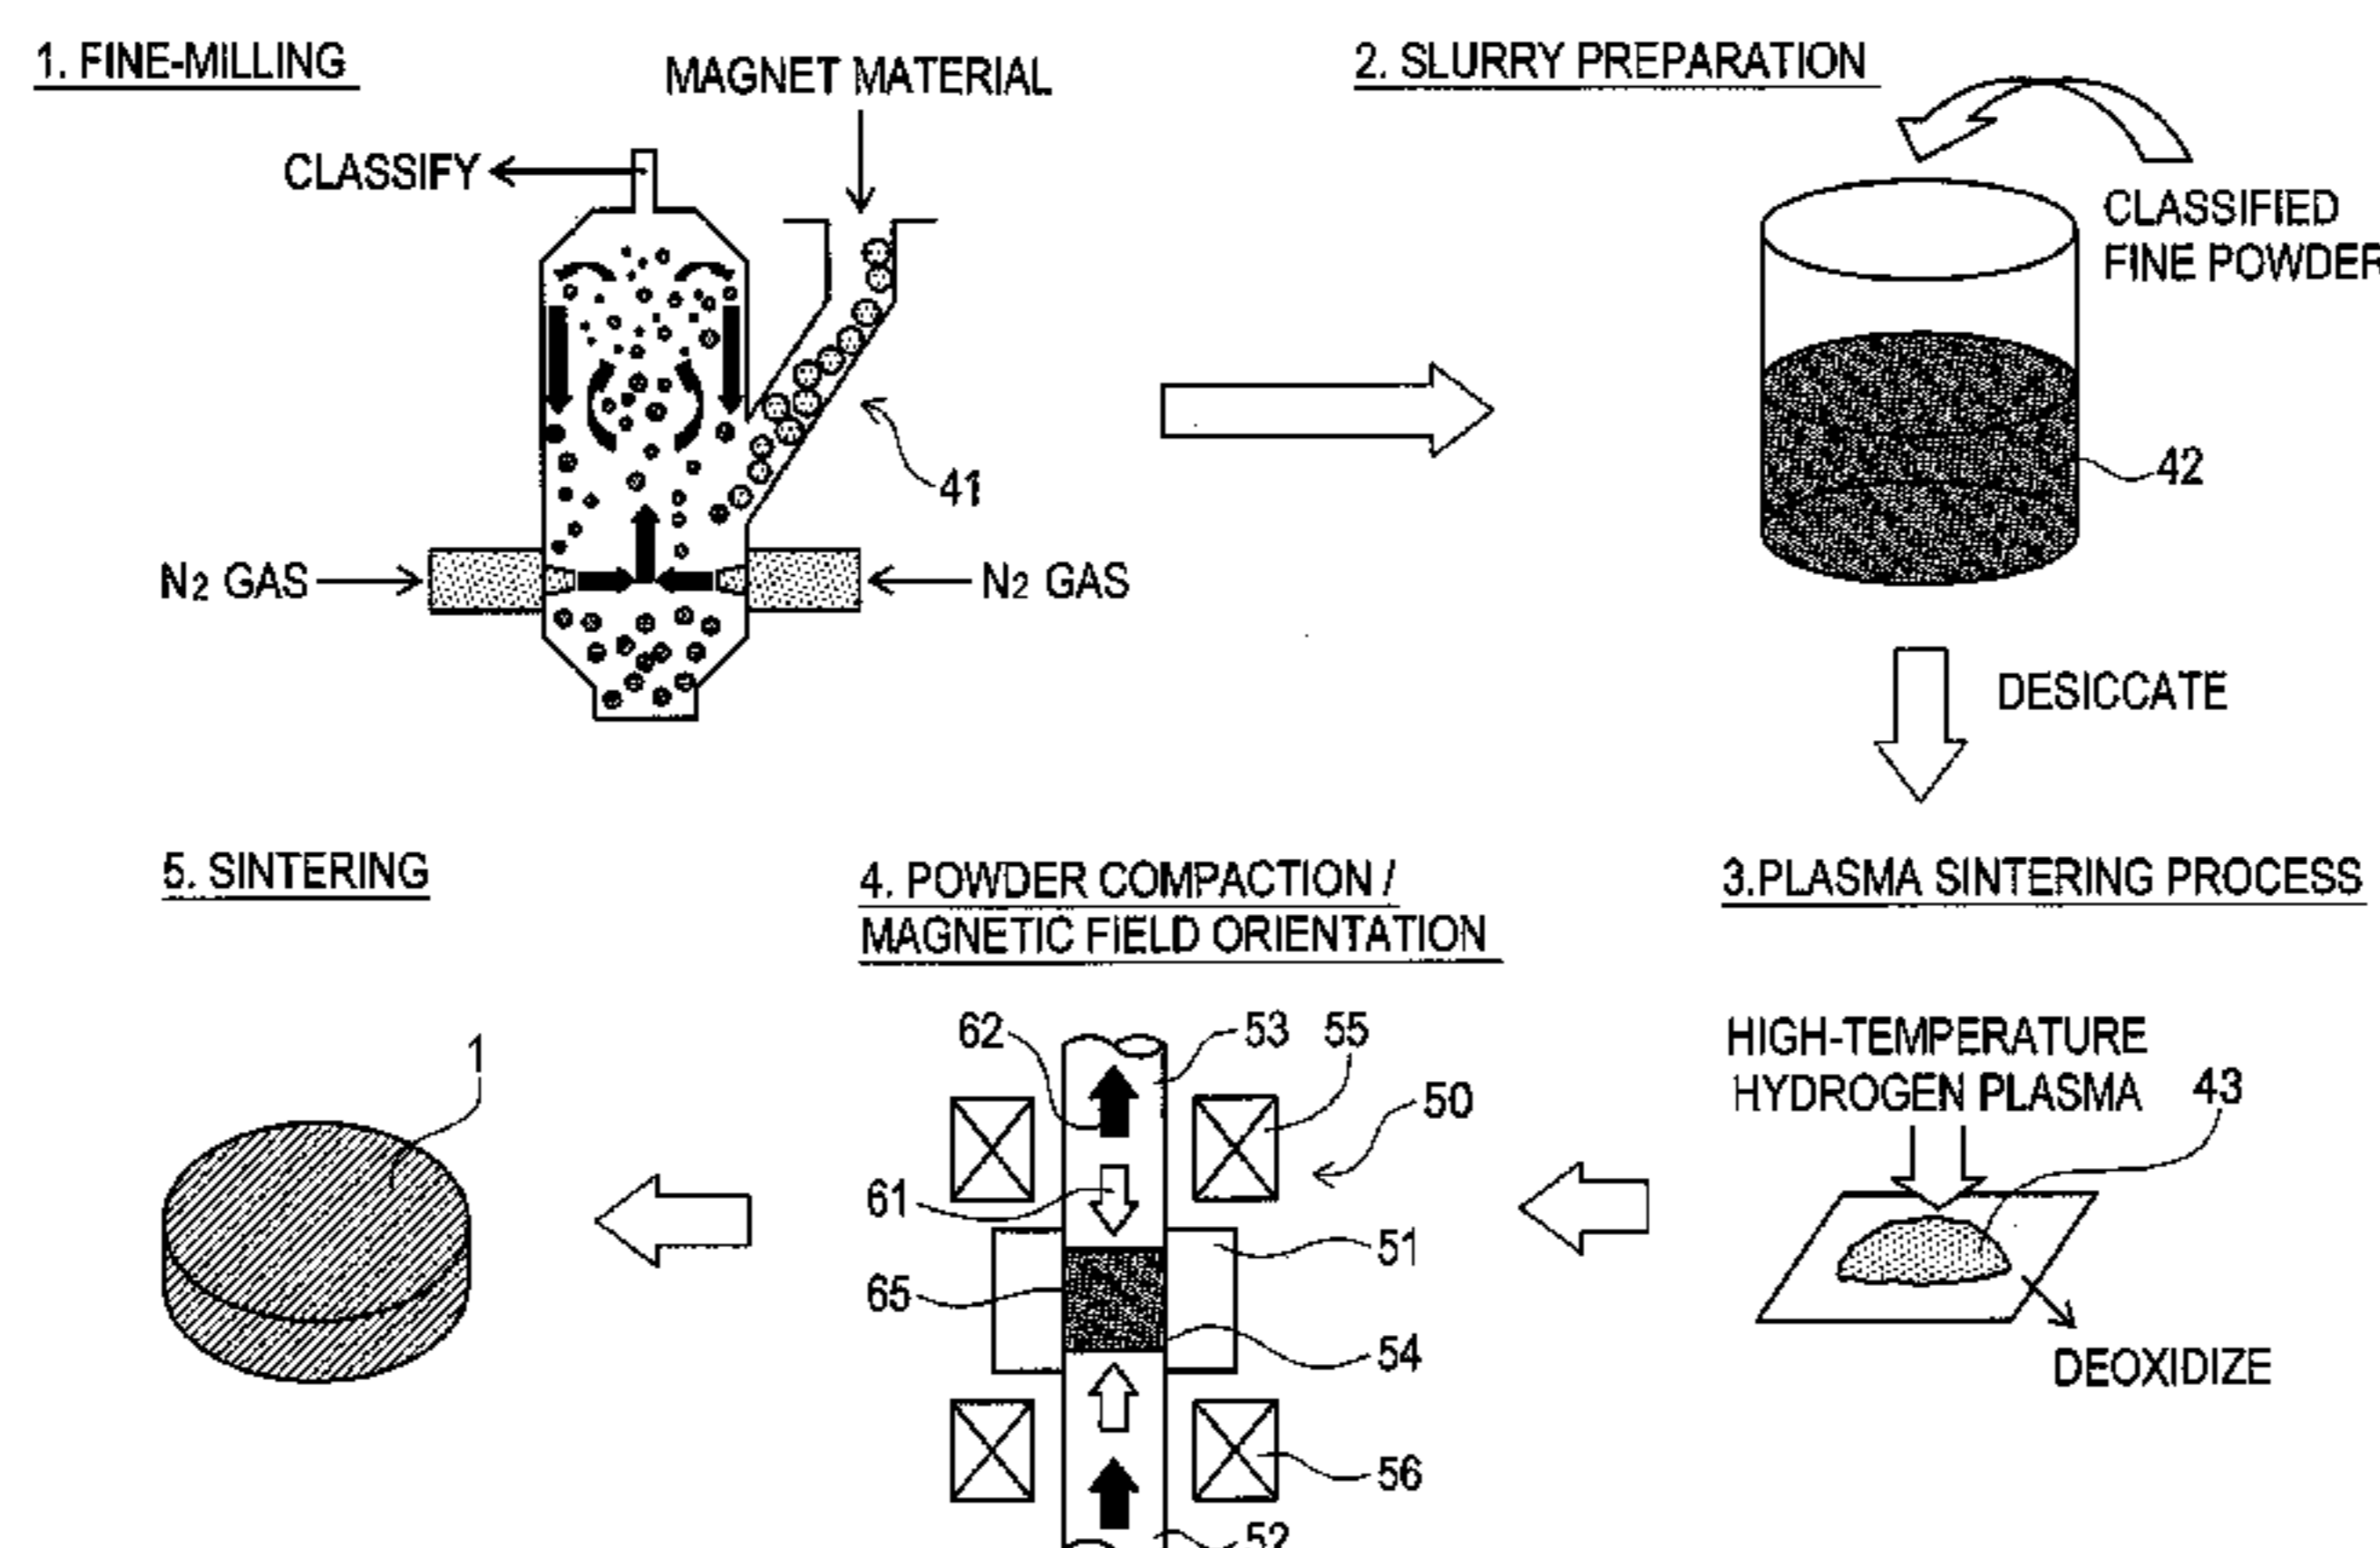 1. FINE-MILLING
MAGNET MATERIAL
CLASSIFY
41
N2 GAS
N2 GAS
2. SLURRY PREPARATION
CLASSIFIED
FINE POWDER
42
DESICCATE
3.PLASMA SINTERING PROCESS
HIGH-TEMPERATURE
HYDROGEN PLASMA
43
DEOXIDIZE
4. POWDER COMPACTION /
MAGNETIC FIELD ORIENTATION
62
53
55
50
61
51
65
54
56
52
5. SINTERING
1